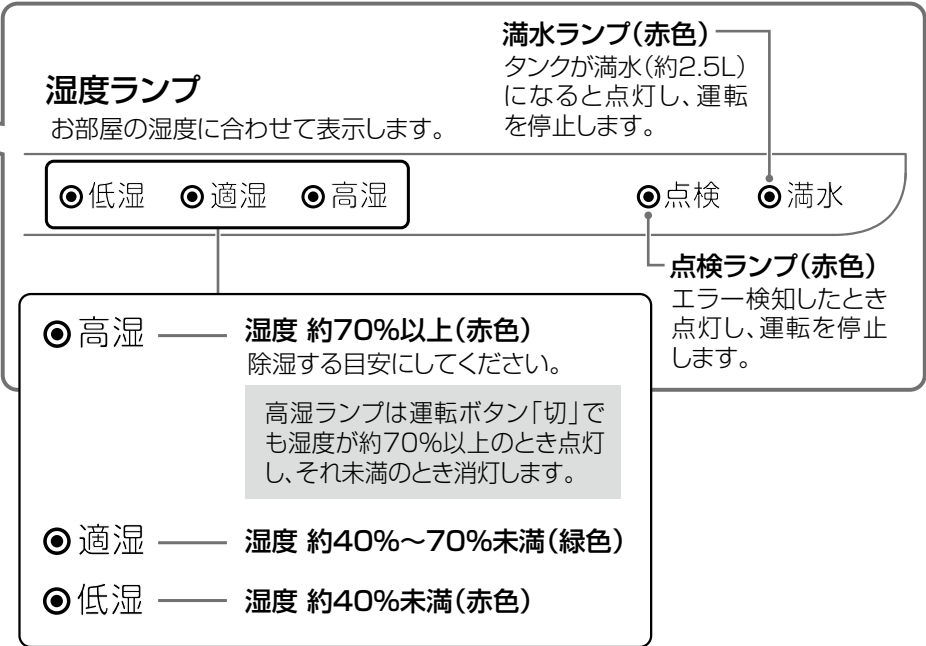 満水ランプ(赤色)
タンクが満水(約2.5L)
になると点灯し、運転
を停止します。
湿度ランプ
お部屋の湿度に合わせて表示します。
低湿 適湿 高湿 点検 満水
点検ランプ(赤色)
エラー検知したとき
点灯し、運転を停止
します。
高湿 湿度 約70%以上(赤色)
除湿する目安にしてください。
高湿ランプは運転ボタン「切」で
も湿度が約70%以上のとき点灯
し、それ未満のとき消灯します。
適湿 湿度 約40%〜70%未満(緑色)
低湿 湿度 約40%未満(赤色)